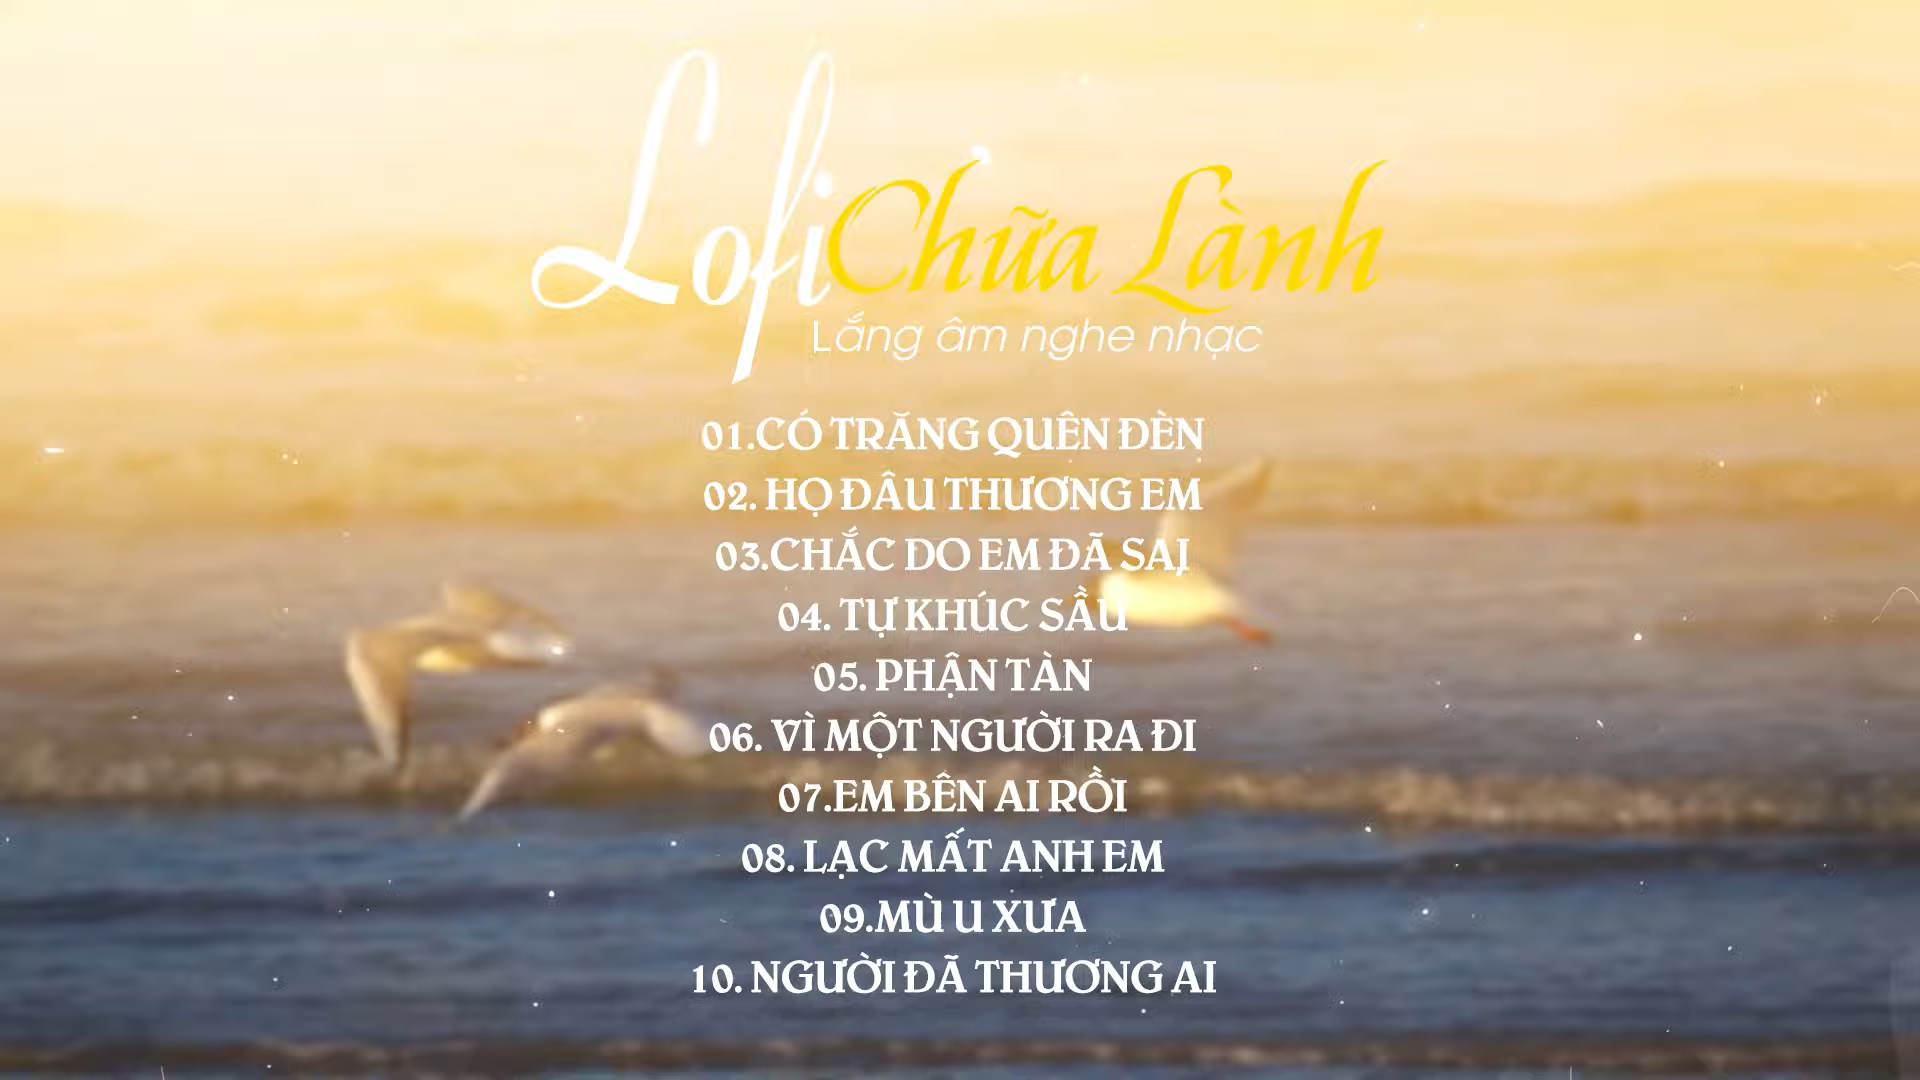 Lofi Chữa Lành
Lắng âm nghe nhạc
01.CÓ TRĂNG QUÊN ĐÈN
02. HỌ ĐÂU THƯƠNG EM
03.CHẮC DO EM ĐÃ SAI
04. TỰ KHÚC SẦU
05. PHẬN TÀN
06. VÌ MỘT NGƯỜI RA ĐI
07.EM BÊN AI RỒI
08. LẠC MẤT ANH EM
09.MÙ U XƯA
10. NGƯỜI ĐÃ THƯƠNG AI